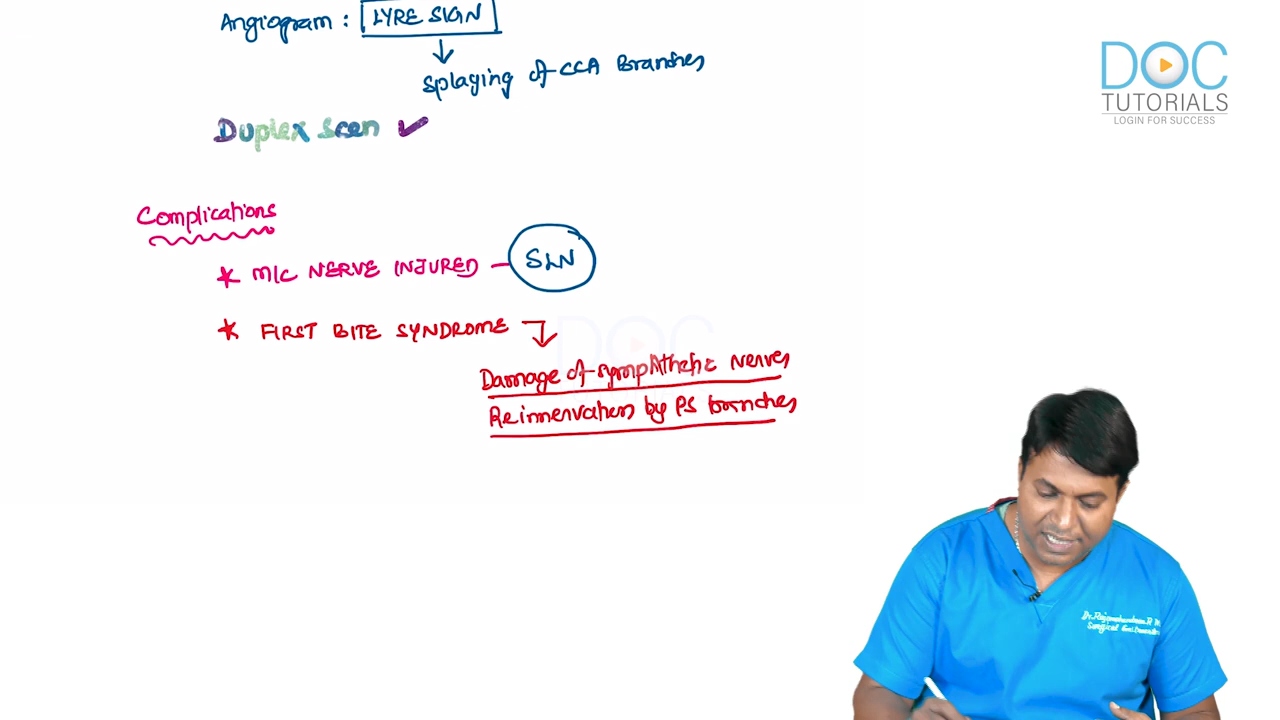 Angiogram : LYRE SIGN
Splaying of CCA Branches
Duplex Scan ✓
DOC
TUTORIALS
LOGIN FOR SUCCESS
Complications
* M/C NERVE INJURED - SLN
* FIRST BITE SYNDROME
DOC
Damage of sympathetic nerves
Reinnervation by PS branches